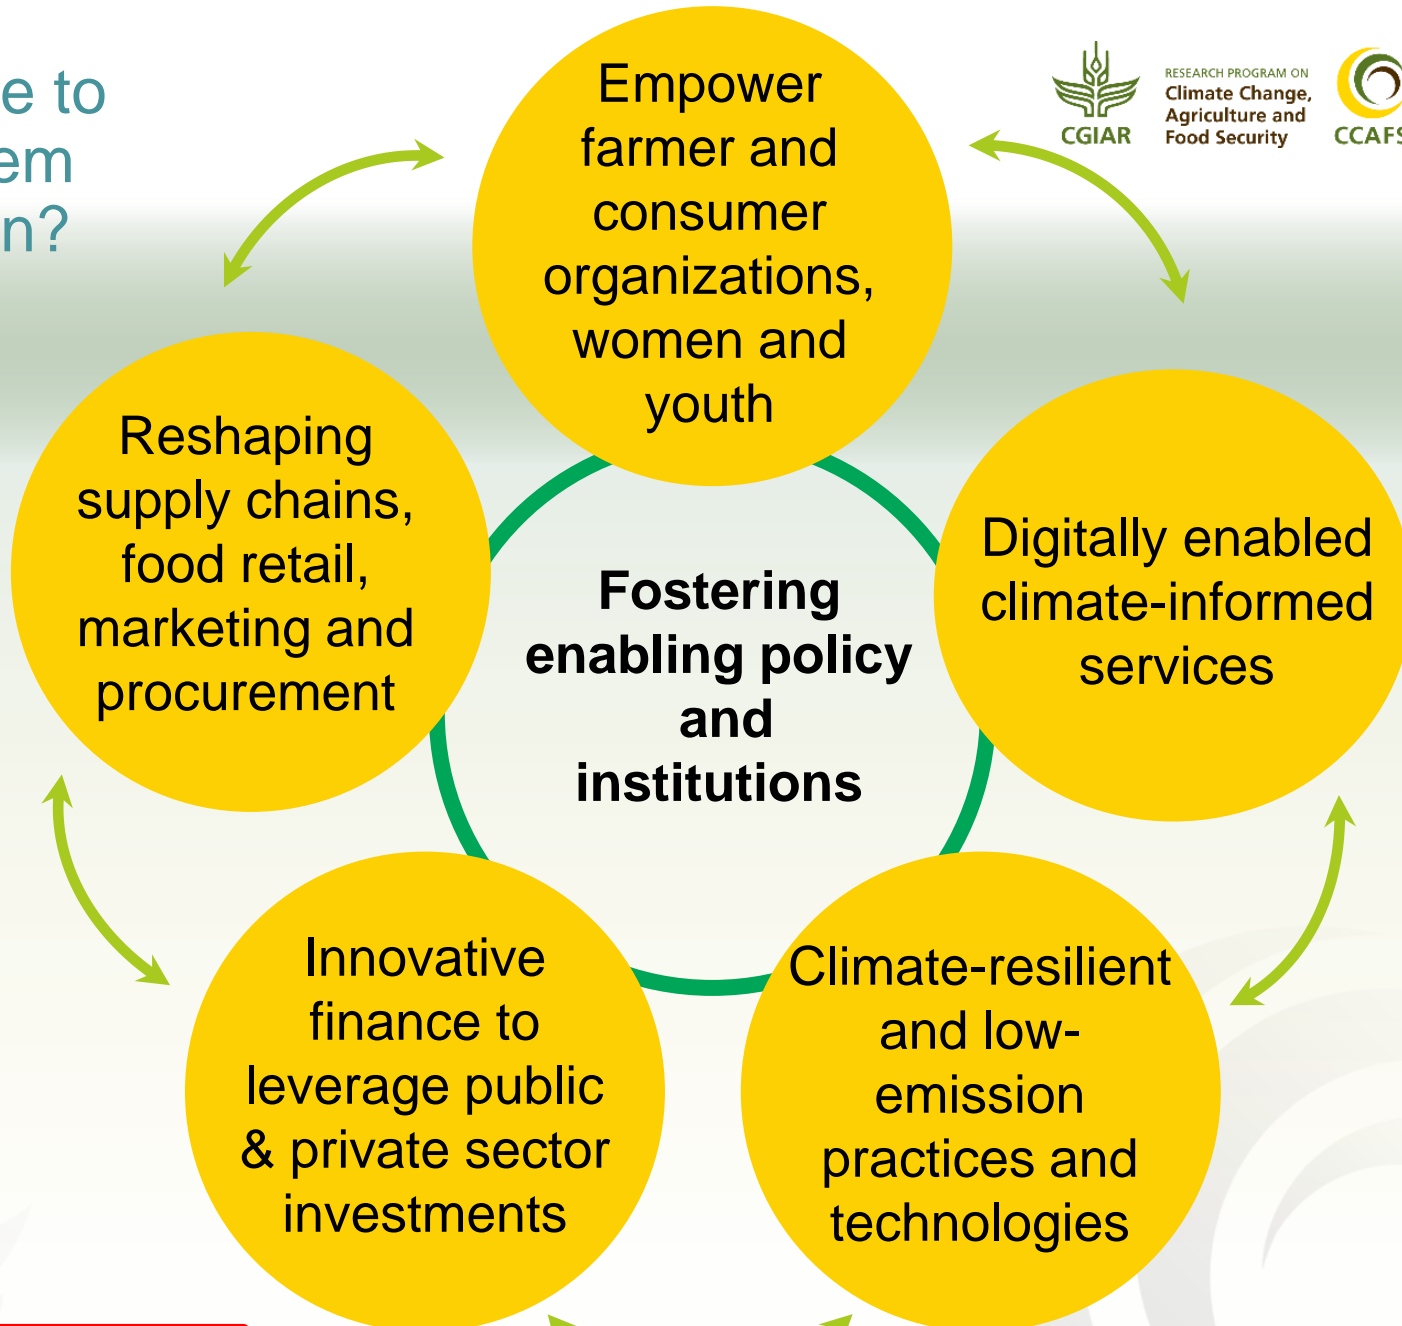 e to
em
n?
CGIAR
RESEARCH PROGRAM ON
Climate Change,
Agriculture and
Food Security
CCAFS
Empower
farmer and
consumer
organizations,
women and
youth
Reshaping
supply chains,
food retail,
marketing and
procurement
Fostering
enabling policy
and
institutions
Digitally enabled
climate-informed
services
Innovative
finance to
leverage public
& private sector
investments
Climate-resilient
and low-
emission
practices and
technologies